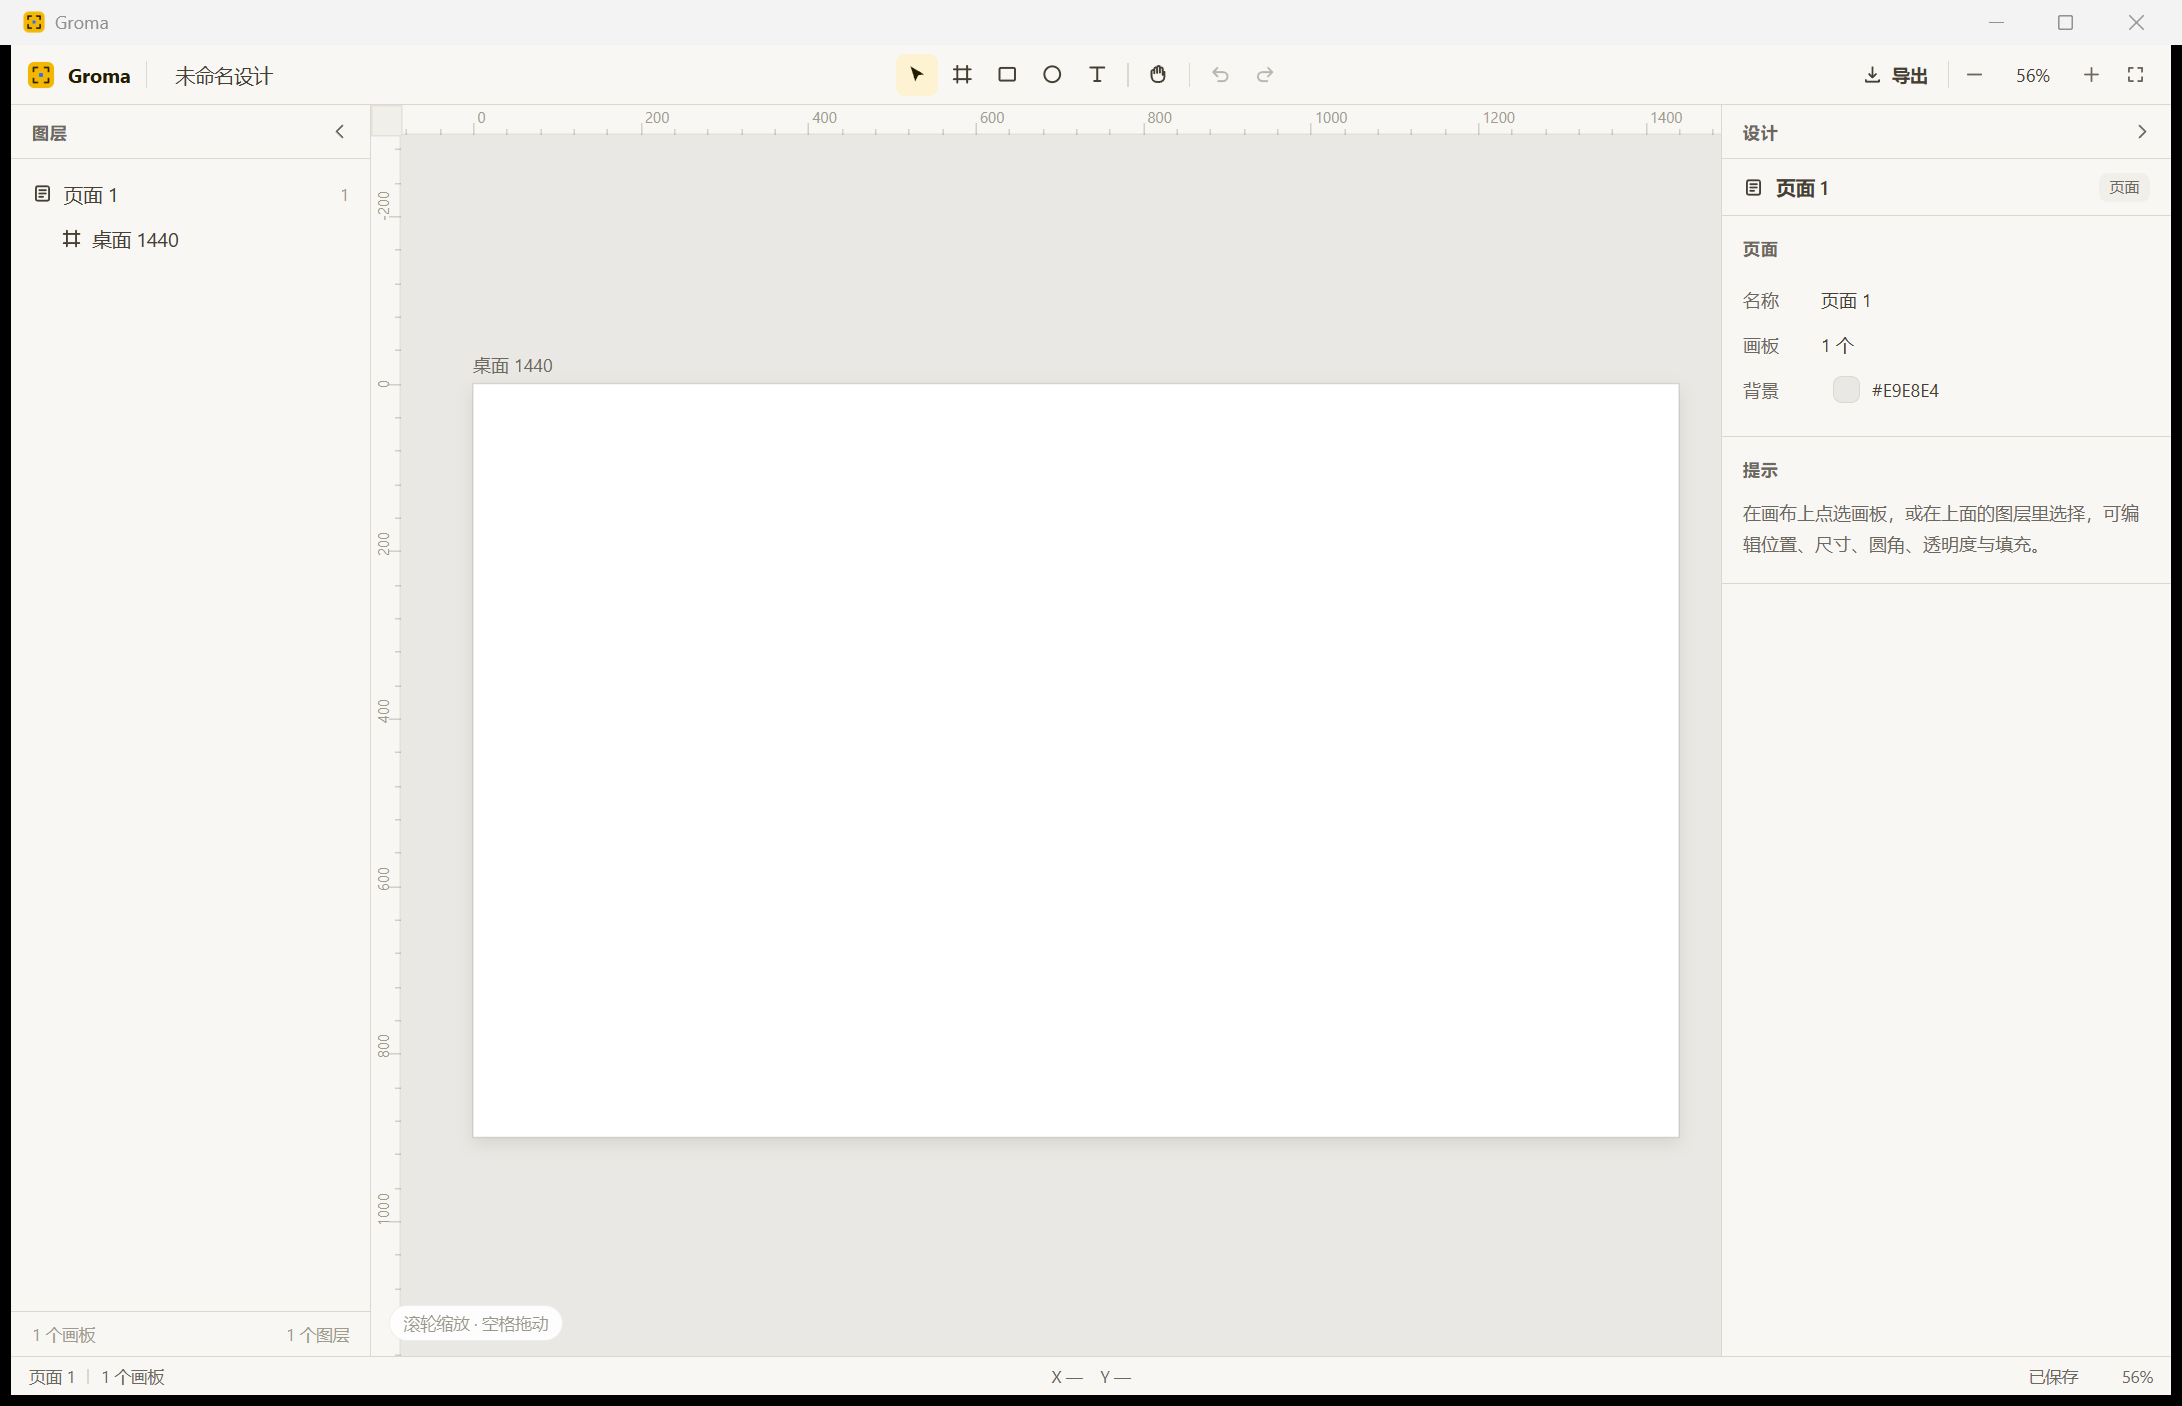 Groma
Groma
未命名设计
导出
56%
图层
页面 1
1
桌面 1440
0
200
400
600
800
1000
1200
1400
-200
0
200
400
600
800
1000
桌面 1440
滚轮缩放 · 空格拖动
设计
页面 1
页面
页面
名称
页面 1
画板
1 个
背景
#E9E8E4
提示
在画布上点选画板，或在上面的图层里选择，可编
辑位置、尺寸、圆角、透明度与填充。
1 个画板
1 个图层
页面 1
1 个画板
X — Y —
已保存
56%